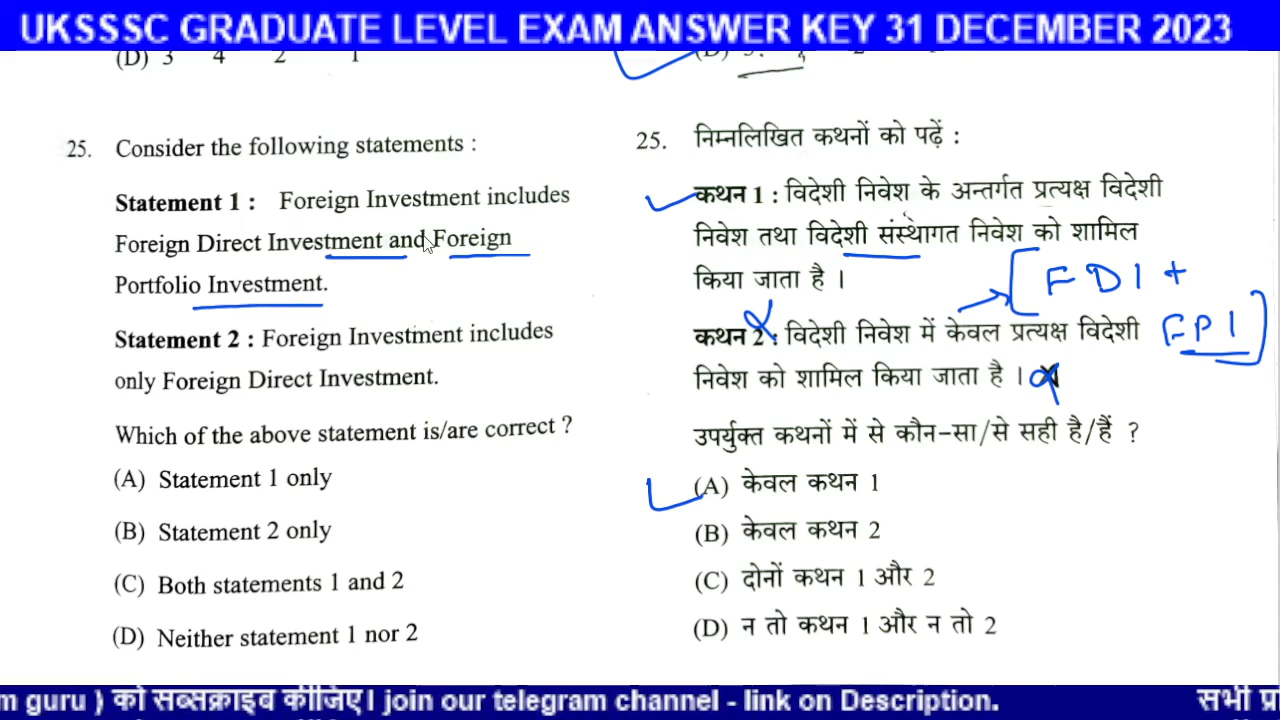 UKSSSC GRADUATE LEVEL EXAM ANSWER KEY 31 DECEMBER 2023
(D) 3 4 2 1
25. Consider the following statements :
Statement 1 : Foreign Investment includes
Foreign Direct Investment and Foreign
Portfolio Investment.
Statement 2 : Foreign Investment includes
only Foreign Direct Investment.
Which of the above statement is/are correct ?
(A) Statement 1 only
(B) Statement 2 only
(C) Both statements 1 and 2
(D) Neither statement 1 nor 2
25. निम्नलिखित कथनों को पढ़ें :
कथन 1 : विदेशी निवेश के अन्तर्गत प्रत्यक्ष विदेशी
निवेश तथा विदेशी संस्थागत निवेश को शामिल
किया जाता है ।
FDI +
FPI
कथन 2 : विदेशी निवेश में केवल प्रत्यक्ष विदेशी
निवेश को शामिल किया जाता है ।
उपर्युक्त कथनों में से कौन-सा/से सही है/हैं ?
(A) केवल कथन 1
(B) केवल कथन 2
(C) दोनों कथन 1 और 2
(D) न तो कथन 1 और न तो 2
m guru ) को सब्सक्राइब कीजिए। join our telegram channel - link on Description. सभी प्र